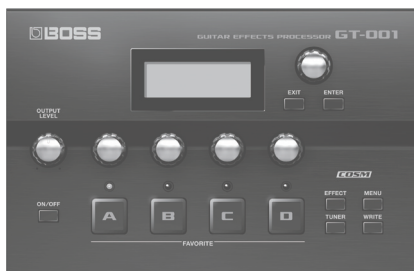 BOSS
GUITAR EFFECTS PROCESSOR GT-001
EXIT ENTER
OUTPUT
LEVEL
COSM
EFFECT MENU
ON/OFF
A B C D
TUNER WRITE
FAVORITE